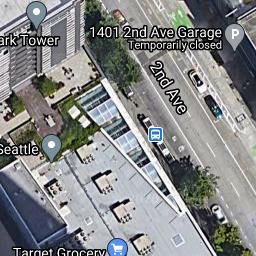 1401 2nd Ave Garage
Temporarily closed
ark Tower
2nd Ave
Seattle
Target Grocery